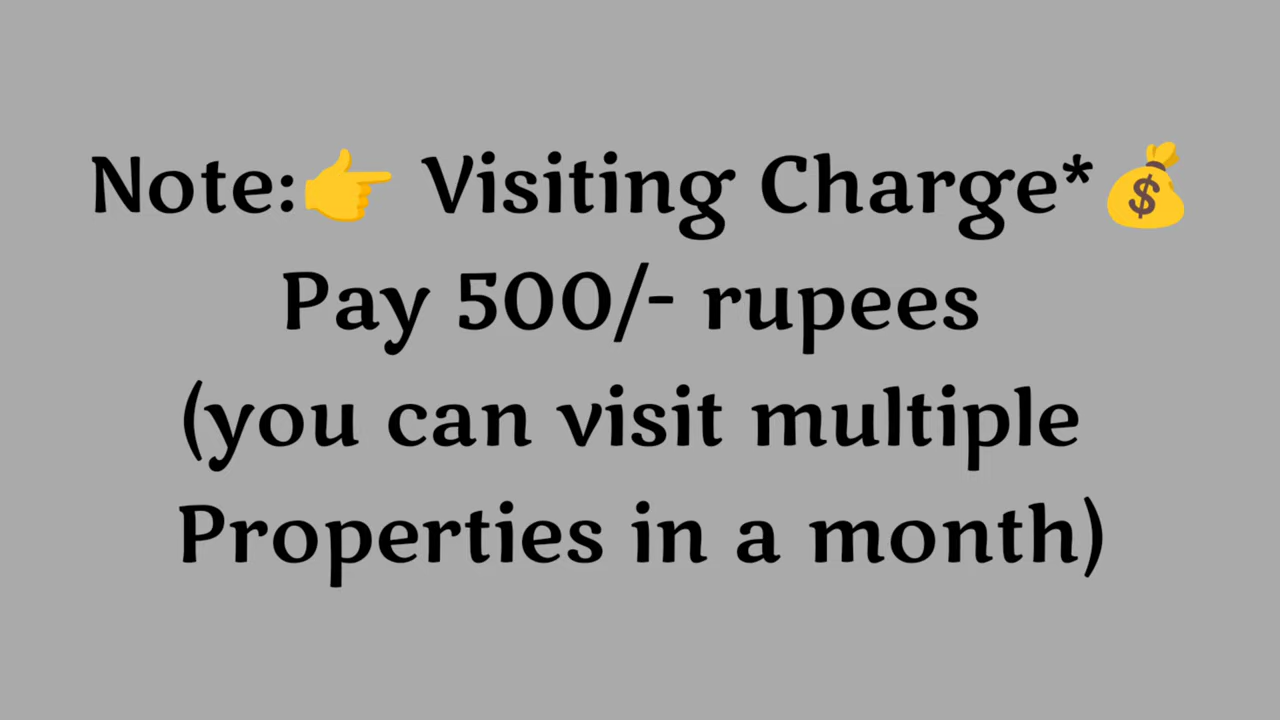 Note:👉 Visiting Charge*💰
Pay 500/- rupees
(you can visit multiple
Properties in a month)